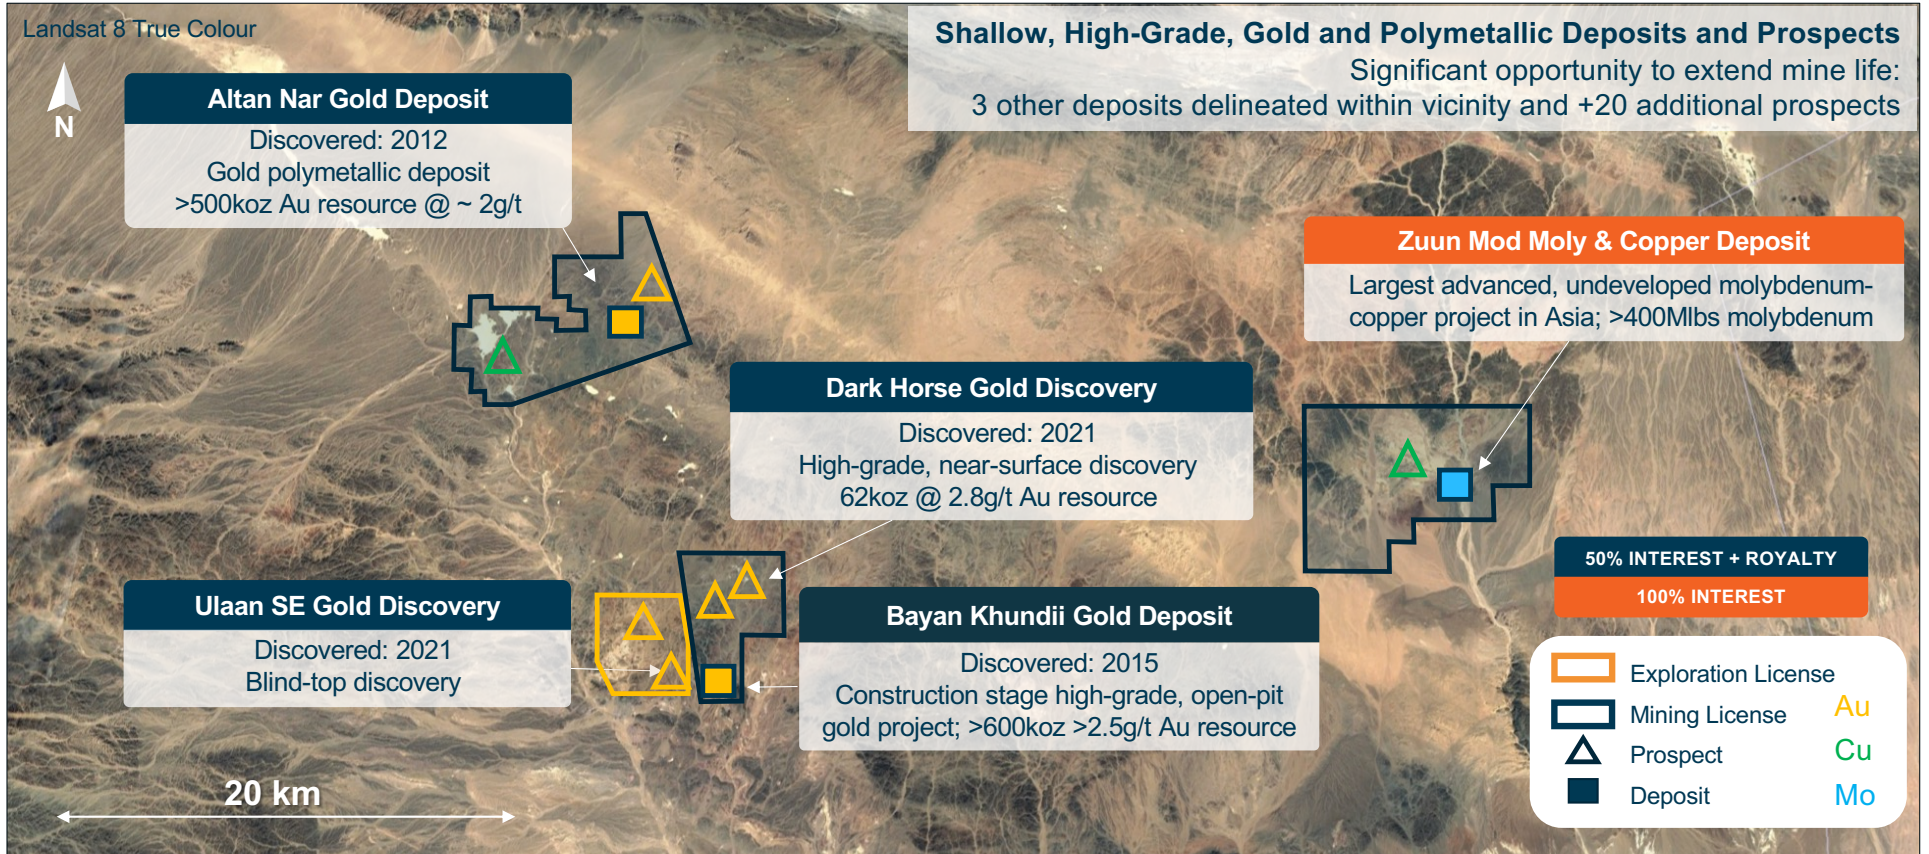 Landsat 8 True Colour
N
Shallow, High-Grade, Gold and Polymetallic Deposits and Prospects
Significant opportunity to extend mine life:
3 other deposits delineated within vicinity and +20 additional prospects
Altan Nar Gold Deposit
Discovered: 2012
Gold polymetallic deposit
>500koz Au resource @ ~ 2g/t
Zuun Mod Moly & Copper Deposit
Largest advanced, undeveloped molybdenum-
copper project in Asia; >400Mlbs molybdenum
Dark Horse Gold Discovery
Discovered: 2021
High-grade, near-surface discovery
62koz @ 2.8g/t Au resource
Ulaan SE Gold Discovery
Discovered: 2021
Blind-top discovery
Bayan Khundii Gold Deposit
Discovered: 2015
Construction stage high-grade, open-pit
gold project; >600koz >2.5g/t Au resource
50% INTEREST + ROYALTY
100% INTEREST
Exploration License
Mining License
Prospect
Deposit
Au
Cu
Mo
20 km